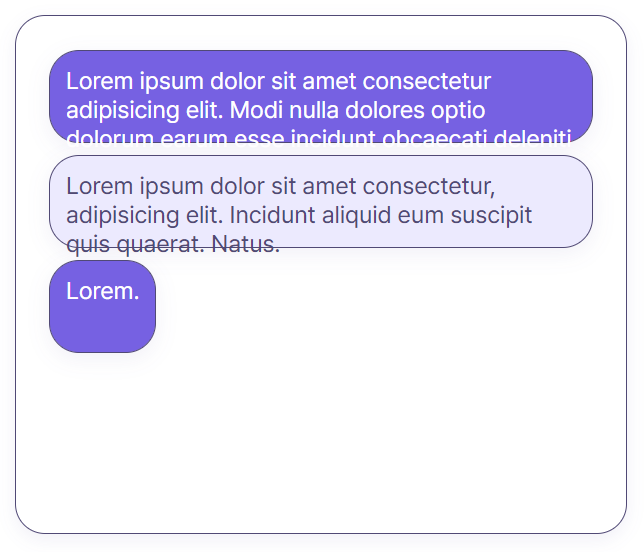 Lorem ipsum dolor sit amet consectetur
adipisicing elit. Modi nulla dolores optio
dolorum earum esse incidunt obcaecati deleniti
Lorem ipsum dolor sit amet consectetur,
adipisicing elit. Incidunt aliquid eum suscipit
quis quaerat. Natus.
Lorem.